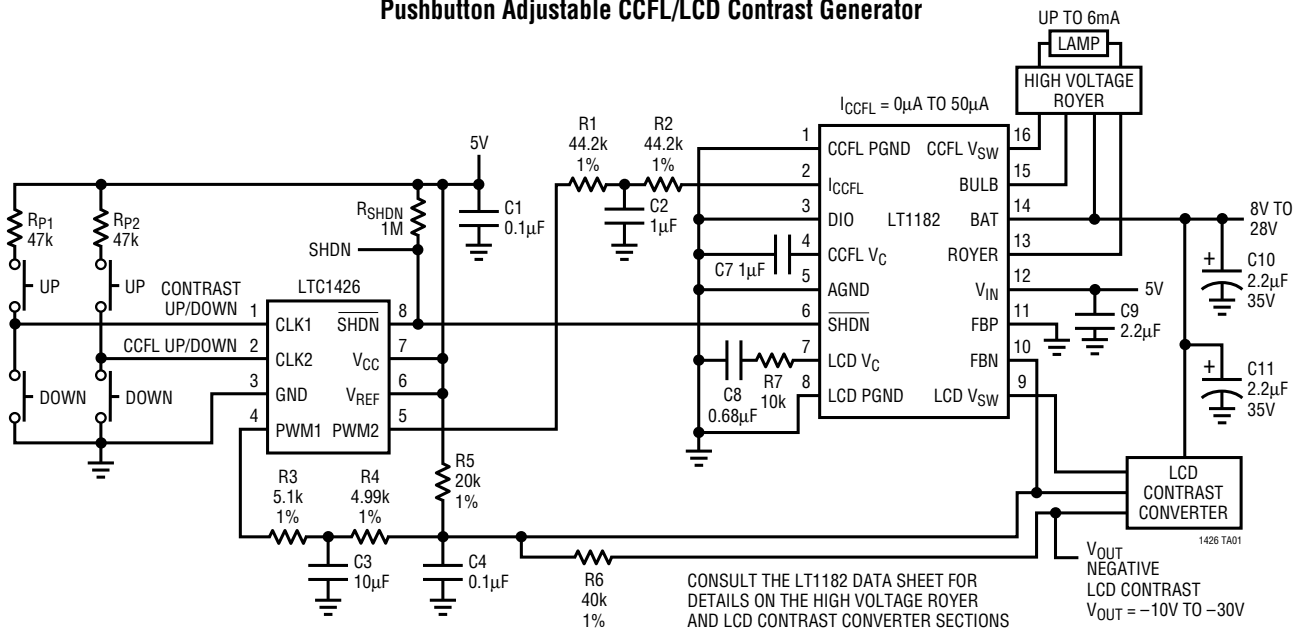 Pushbutton Adjustable CCFL/LCD Contrast Generator
UP TO 6mA
LAMP
HIGH VOLTAGE
ROYER
I_CCFL = 0µA TO 50µA
R1
44.2k
1%
R2
44.2k
1%
C2
1µF
5V
C1
0.1µF
R_SHDN
1M
SHDN
R_P1
47k
R_P2
47k
UP
UP
DOWN
DOWN
CONTRAST
UP/DOWN
CCFL UP/DOWN
LTC1426
1
CLK1
2
CLK2
3
GND
4
PWM1
S̅H̅D̅N̅
8
V_CC
7
V_REF
6
PWM2
5
LT1182
1
CCFL PGND
2
I_CCFL
3
DIO
4
CCFL V_C
5
AGND
6
S̅H̅D̅N̅
7
LCD V_C
8
LCD PGND
CCFL V_SW
16
BULB
15
BAT
14
ROYER
13
V_IN
12
FBP
11
FBN
10
LCD V_SW
9
C7 1µF
C8
0.68µF
R7
10k
8V TO
28V
+
C10
2.2µF
35V
5V
C9
2.2µF
+
C11
2.2µF
35V
LCD
CONTRAST
CONVERTER
1426 TA01
R5
20k
1%
R3
5.1k
1%
R4
4.99k
1%
C3
10µF
C4
0.1µF
R6
40k
1%
CONSULT THE LT1182 DATA SHEET FOR
DETAILS ON THE HIGH VOLTAGE ROYER
AND LCD CONTRAST CONVERTER SECTIONS
V_OUT
NEGATIVE
LCD CONTRAST
V_OUT = –10V TO –30V